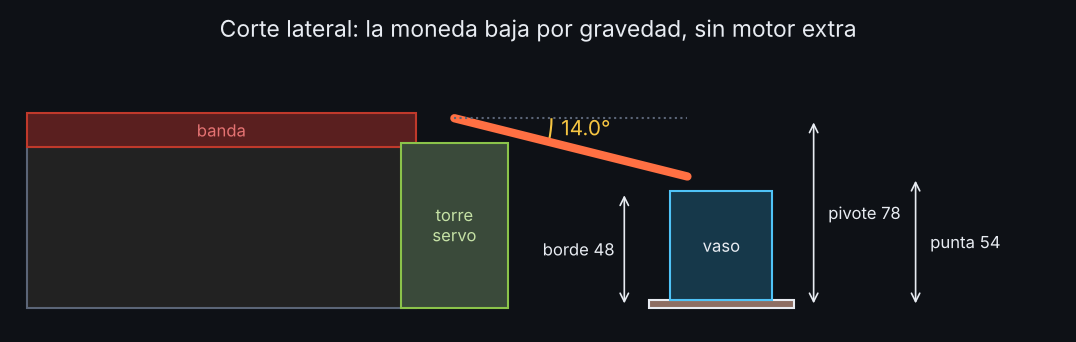 Corte lateral: la moneda baja por gravedad, sin motor extra
banda
14.0°
torre
servo
borde 48
vaso
pivote 78
punta 54